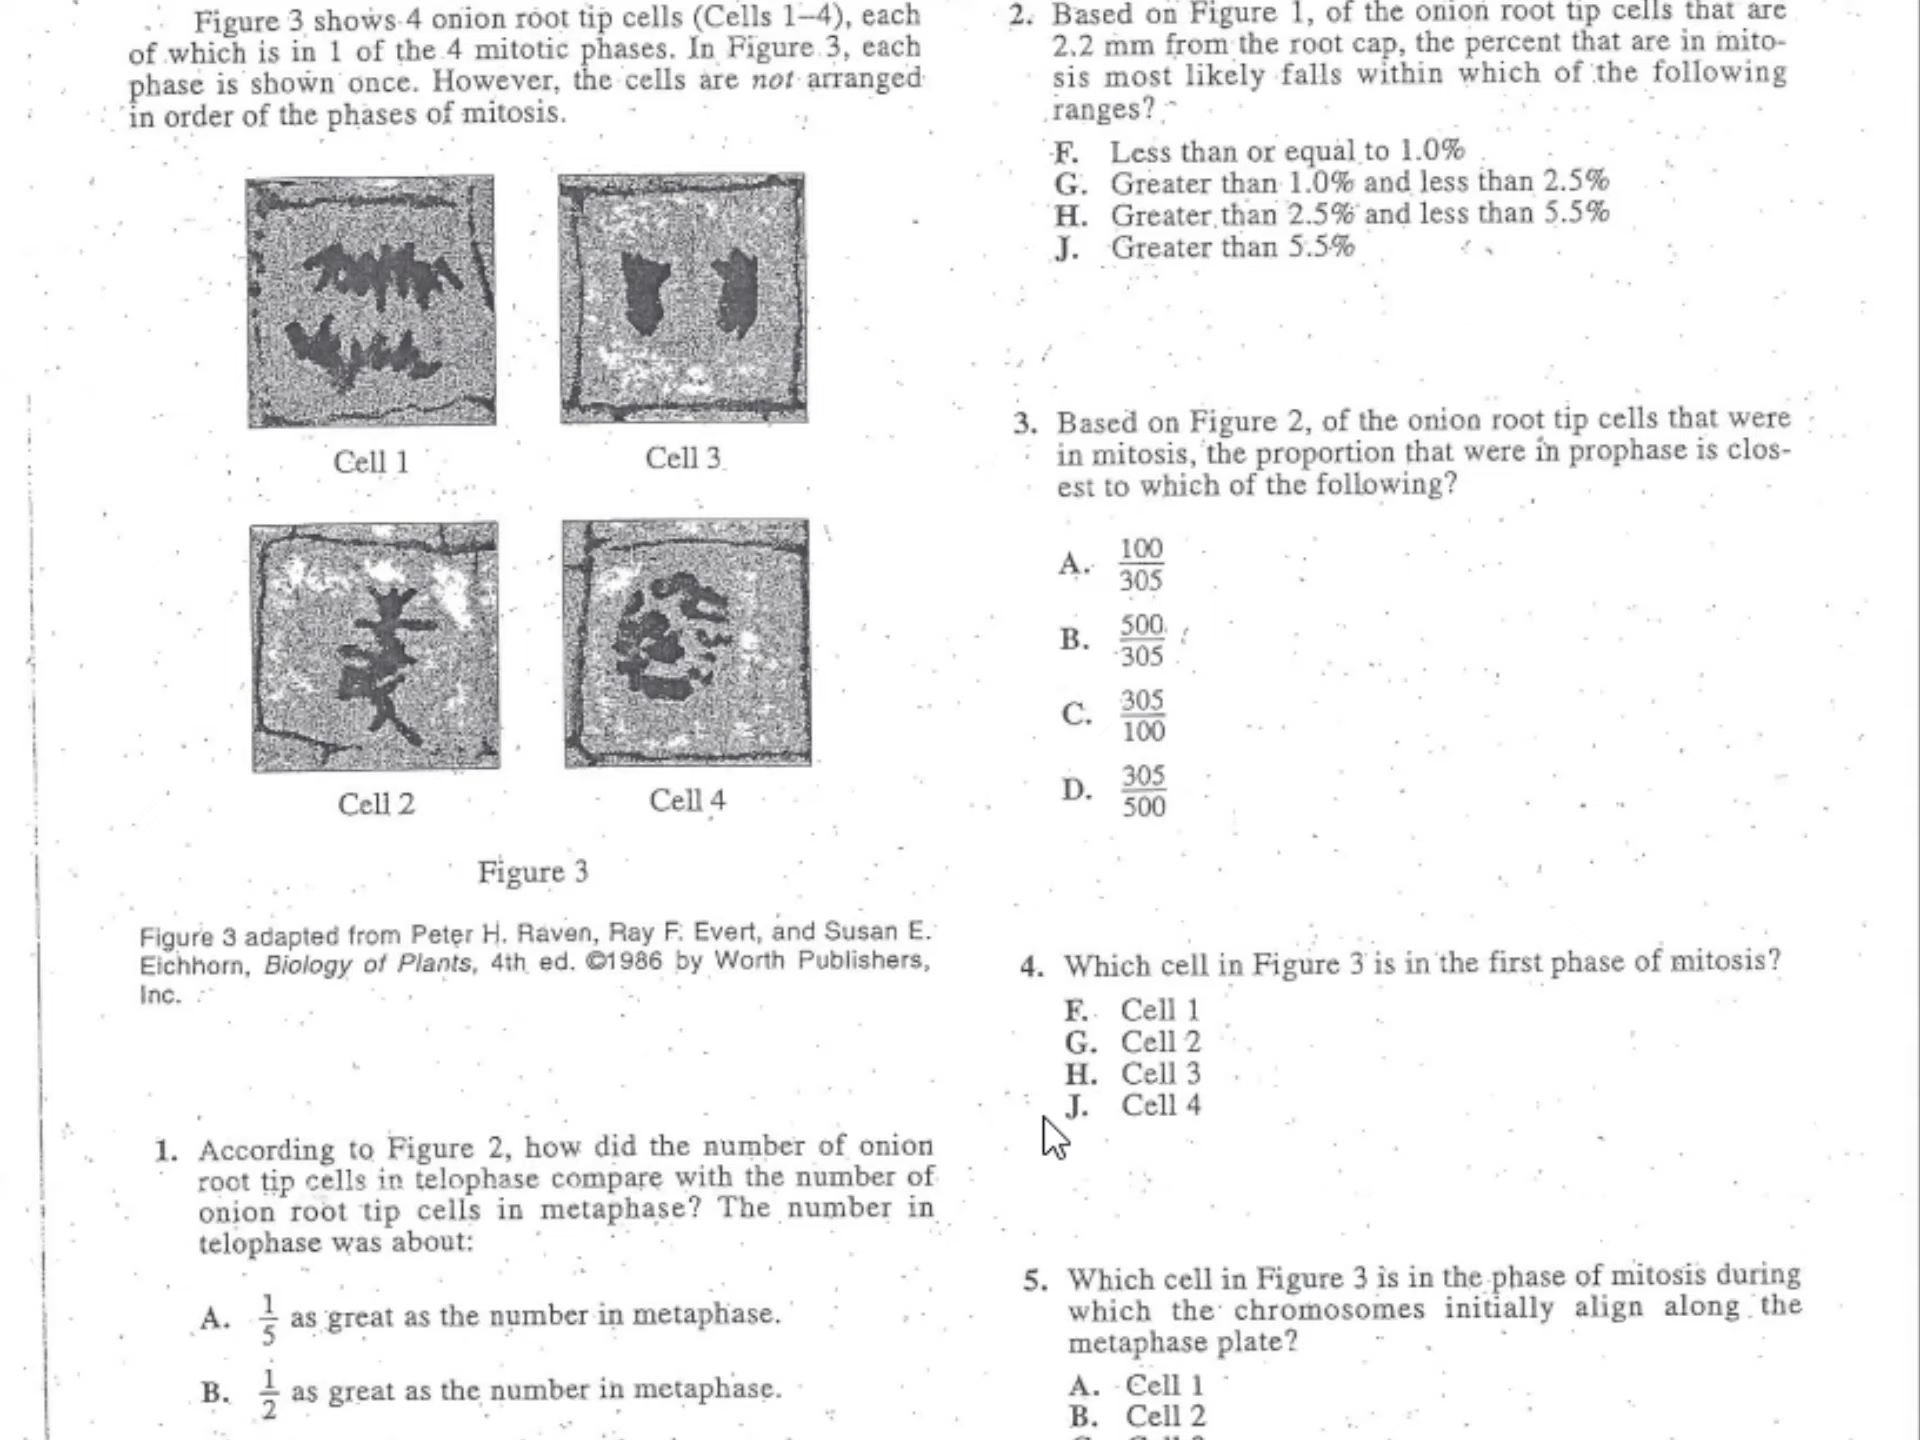 Figure 3 shows 4 onion root tip cells (Cells 1–4), each
of which is in 1 of the 4 mitotic phases. In Figure 3, each
phase is shown once. However, the cells are not arranged
in order of the phases of mitosis.
Cell 1
Cell 3
Cell 2
Cell 4
Figure 3
Figure 3 adapted from Peter H. Raven, Ray F. Evert, and Susan E.
Eichhorn, Biology of Plants, 4th ed. ©1986 by Worth Publishers,
Inc.
1. According to Figure 2, how did the number of onion
root tip cells in telophase compare with the number of
onion root tip cells in metaphase? The number in
telophase was about:
A. 1/5 as great as the number in metaphase.
B. 1/2 as great as the number in metaphase.
2. Based on Figure 1, of the onion root tip cells that are
2.2 mm from the root cap, the percent that are in mito-
sis most likely falls within which of the following
ranges?
F. Less than or equal to 1.0%
G. Greater than 1.0% and less than 2.5%
H. Greater than 2.5% and less than 5.5%
J. Greater than 5.5%
3. Based on Figure 2, of the onion root tip cells that were
in mitosis, the proportion that were in prophase is clos-
est to which of the following?
A. 100/305
B. 500/305
C. 305/100
D. 305/500
4. Which cell in Figure 3 is in the first phase of mitosis?
F. Cell 1
G. Cell 2
H. Cell 3
J. Cell 4
5. Which cell in Figure 3 is in the phase of mitosis during
which the chromosomes initially align along the
metaphase plate?
A. Cell 1
B. Cell 2